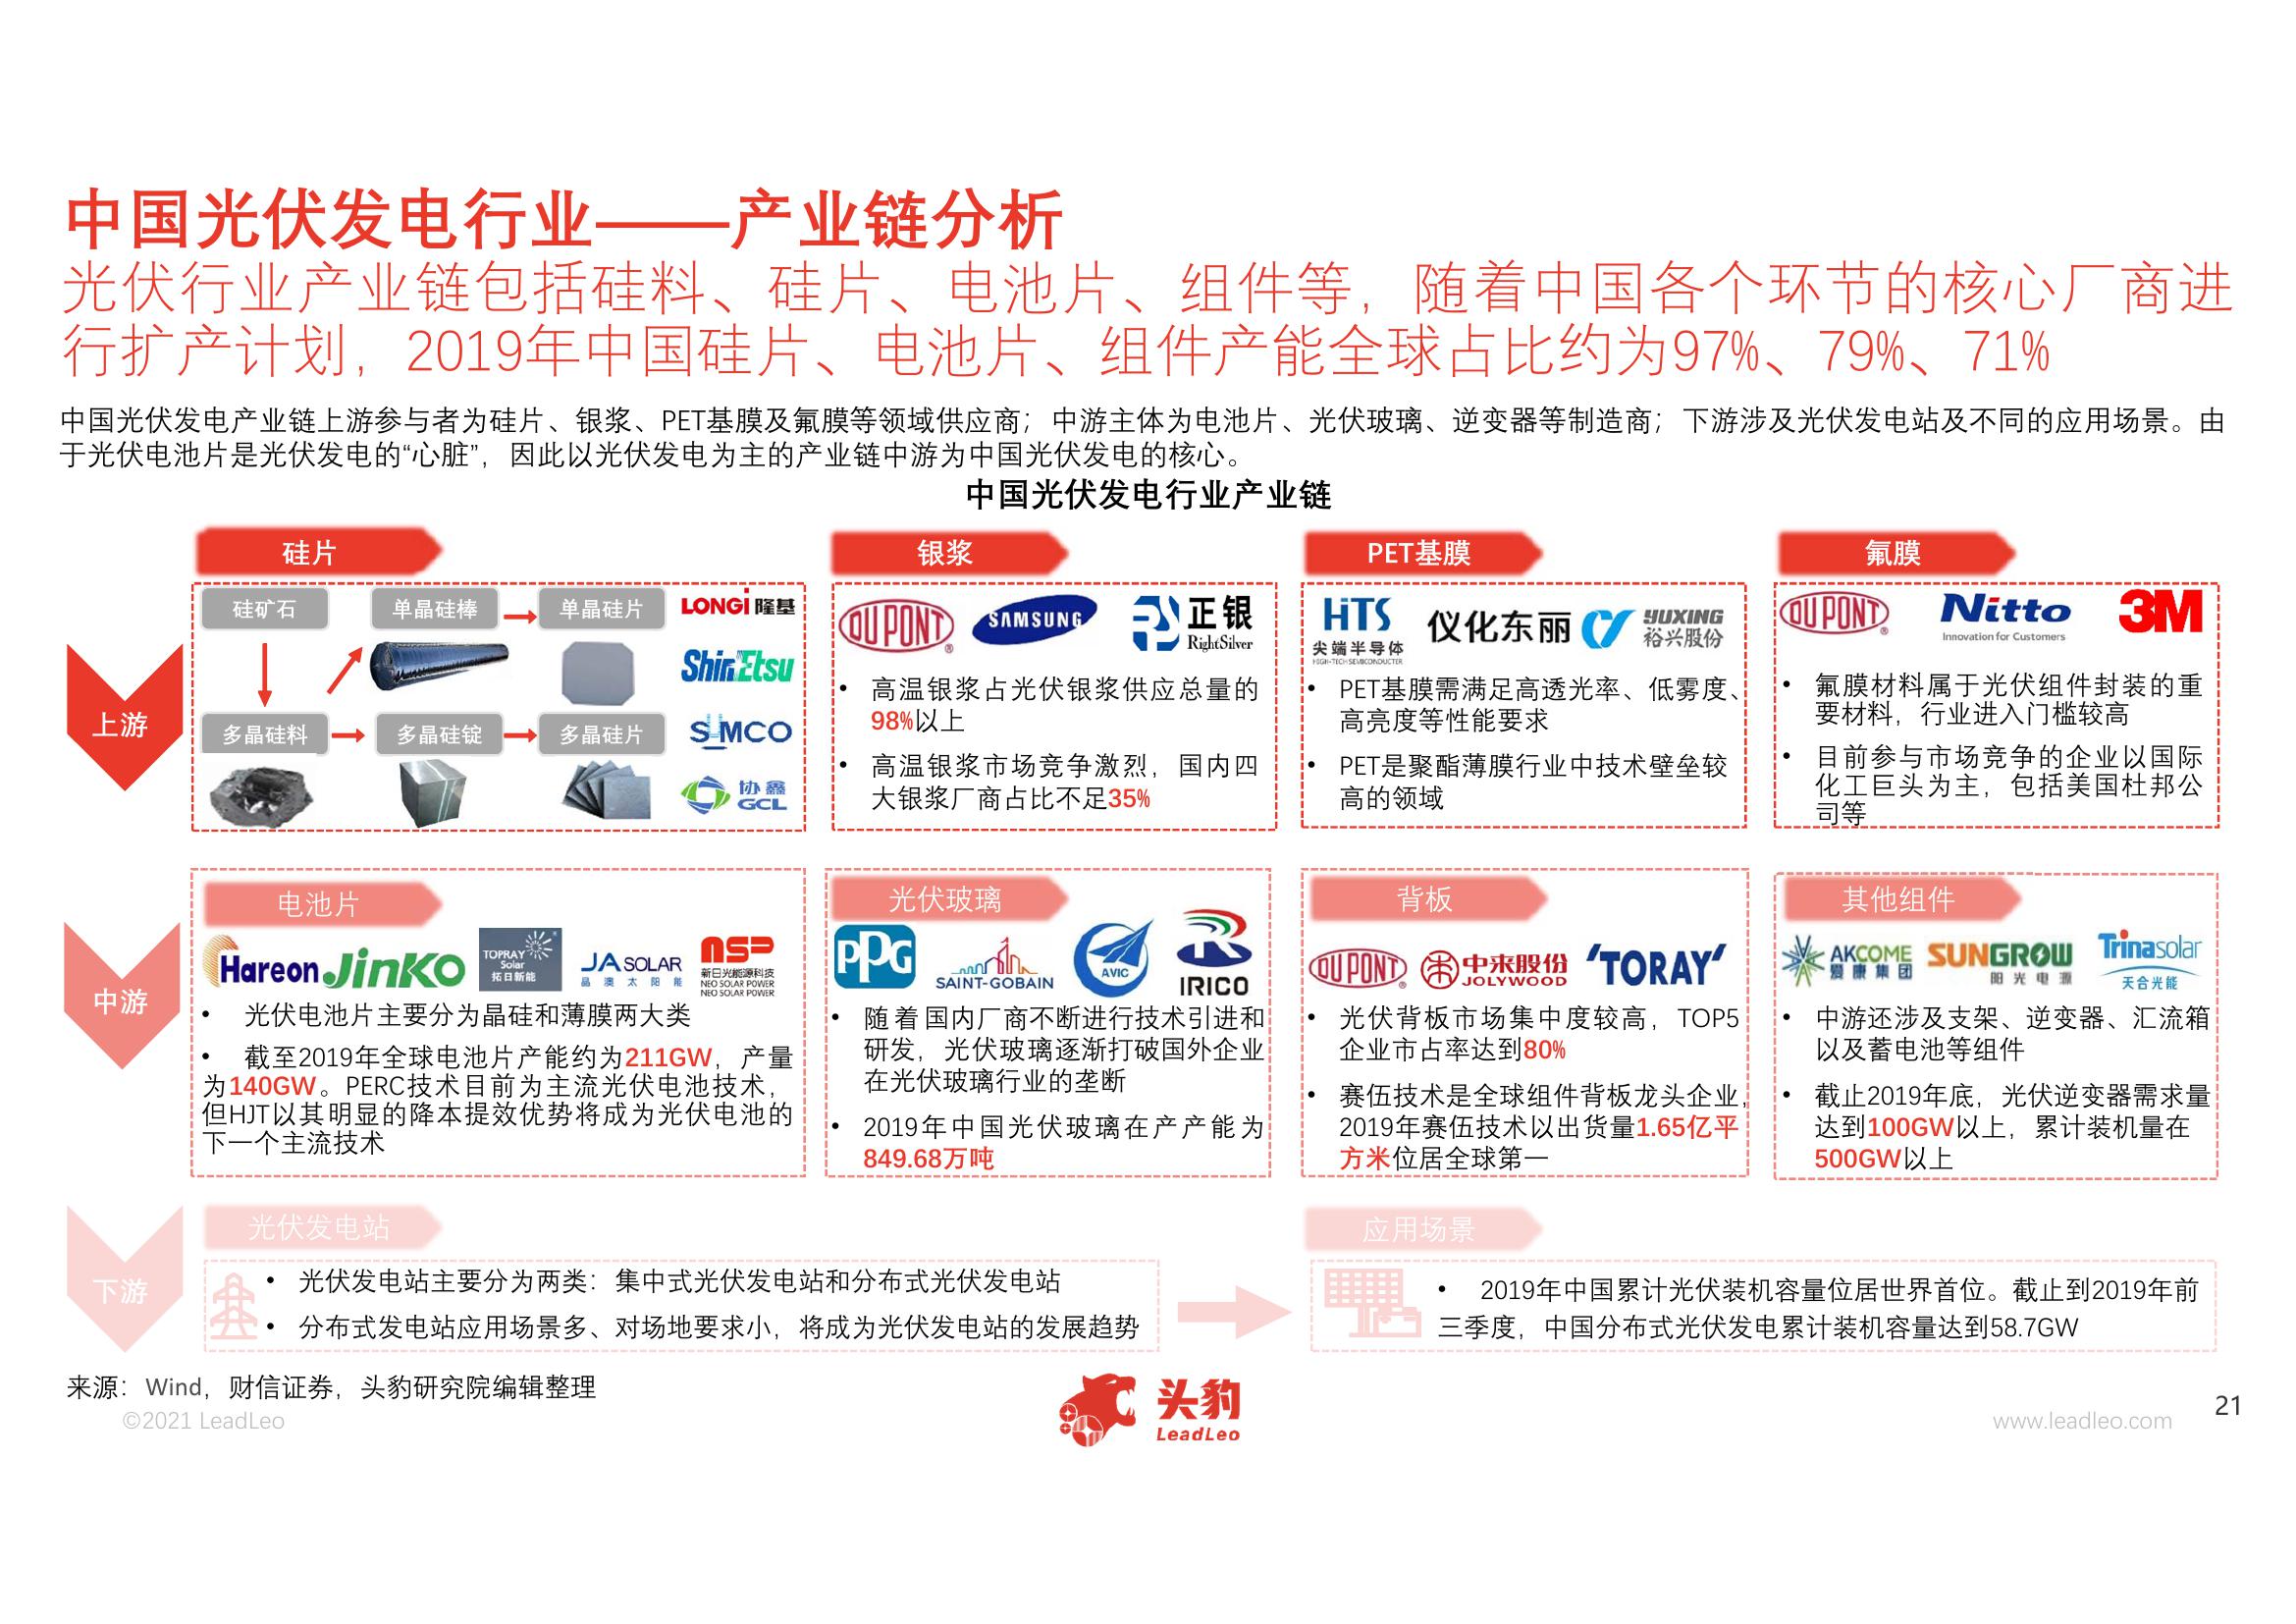 中国光伏发电行业——产业链分析
光伏行业产业链包括硅料、硅片、电池片、组件等，随着中国各个环节的核心厂商进
行扩产计划，2019年中国硅片、电池片、组件产能全球占比约为97%、79%、71%
中国光伏发电产业链上游参与者为硅片、银浆、PET基膜及氟膜等领域供应商；中游主体为电池片、光伏玻璃、逆变器等制造商；下游涉及光伏发电站及不同的应用场景。由
于光伏电池片是光伏发电的“心脏”，因此以光伏发电为主的产业链中游为中国光伏发电的核心。
中国光伏发电行业产业链
上游
硅片
硅矿石
单晶硅棒
单晶硅片
多晶硅料
多晶硅锭
多晶硅片
LONGi 隆基
ShinEtsu
SUMCO
协鑫
GCL
银浆
DUPONT
SAMSUNG
正银
RightSilver
• 高温银浆占光伏银浆供应总量的
98%以上
• 高温银浆市场竞争激烈，国内四
大银浆厂商占比不足35%
PET基膜
HTS
尖端半导体
HIGH-TECH SEMICONDUCTER
仪化东丽
YUXING
裕兴股份
• PET基膜需满足高透光率、低雾度、
高亮度等性能要求
• PET是聚酯薄膜行业中技术壁垒较
高的领域
氟膜
DUPONT
Nitto
Innovation for Customers
3M
• 氟膜材料属于光伏组件封装的重
要材料，行业进入门槛较高
• 目前参与市场竞争的企业以国际
化工巨头为主，包括美国杜邦公
司等
中游
电池片
Hareon
JinKO
TOPRAY
Solar
拓日新能
JA SOLAR
晶澳太阳能
NSP
新日光能源科技
NEO SOLAR POWER
NEO SOLAR POWER
• 光伏电池片主要分为晶硅和薄膜两大类
• 截至2019年全球电池片产能约为211GW，产量
为140GW。PERC技术目前为主流光伏电池技术，
但HJT以其明显的降本提效优势将成为光伏电池的
下一个主流技术
光伏玻璃
PPG
SAINT-GOBAIN
AVIC
IRICO
• 随着国内厂商不断进行技术引进和
研发，光伏玻璃逐渐打破国外企业
在光伏玻璃行业的垄断
• 2019年中国光伏玻璃在产产能为
849.68万吨
背板
DUPONT
中来股份
JOLYWOOD
'TORAY'
• 光伏背板市场集中度较高，TOP5
企业市占率达到80%
• 赛伍技术是全球组件背板龙头企业，
2019年赛伍技术以出货量1.65亿平
方米位居全球第一
其他组件
AKCOME
爱康集团
SUNGROW
阳光电源
Trinasolar
天合光能
• 中游还涉及支架、逆变器、汇流箱
以及蓄电池等组件
• 截止2019年底，光伏逆变器需求量
达到100GW以上，累计装机量在
500GW以上
下游
光伏发电站
• 光伏发电站主要分为两类：集中式光伏发电站和分布式光伏发电站
• 分布式发电站应用场景多、对场地要求小，将成为光伏发电站的发展趋势
应用场景
• 2019年中国累计光伏装机容量位居世界首位。截止到2019年前
三季度，中国分布式光伏发电累计装机容量达到58.7GW
来源：Wind，财信证券，头豹研究院编辑整理
©2021 LeadLeo
头豹
LeadLeo
www.leadleo.com
21